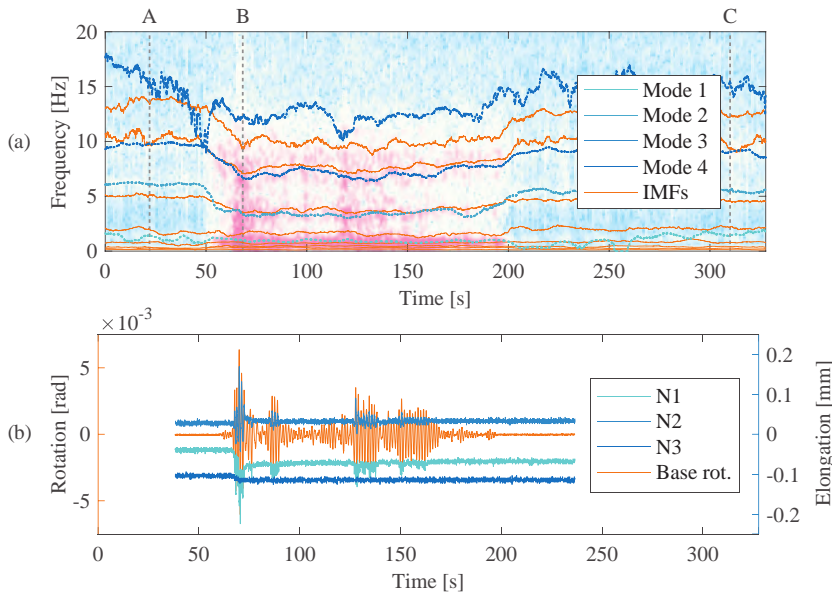 A B C
20
15
10
5
0
Frequency [Hz]
(a)
Mode 1
Mode 2
Mode 3
Mode 4
IMFs
0 50 100 150 200 250 300
Time [s]
×10-3
5
0
-5
Rotation [rad]
(b)
N1
N2
N3
Base rot.
0.2
0.1
0
-0.1
-0.2
Elongation [mm]
0 50 100 150 200 250 300
Time [s]